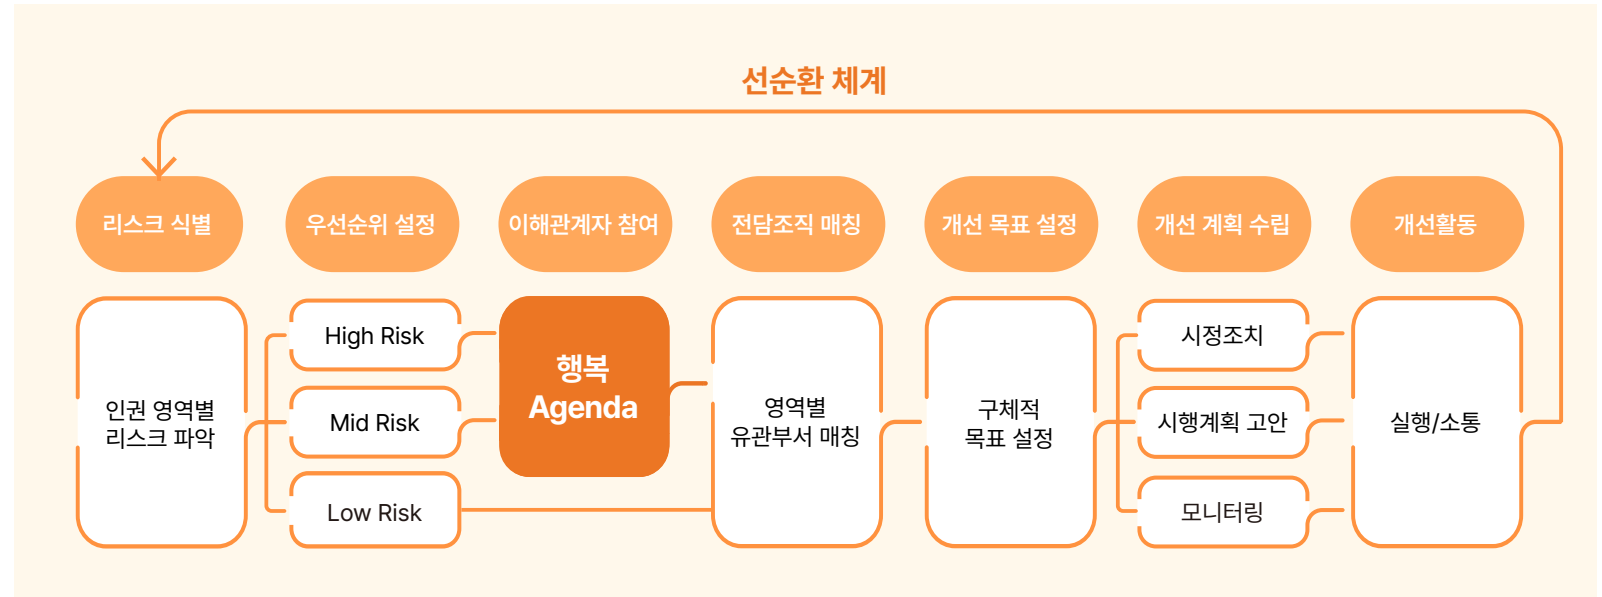 선순환 체계
리스크 식별
우선순위 설정
이해관계자 참여
전담조직 매칭
개선 목표 설정
개선 계획 수립
개선활동
인권 영역별
리스크 파악
High Risk
Mid Risk
Low Risk
행복
Agenda
영역별
유관부서 매칭
구체적
목표 설정
시정조치
시행계획 고안
모니터링
실행/소통